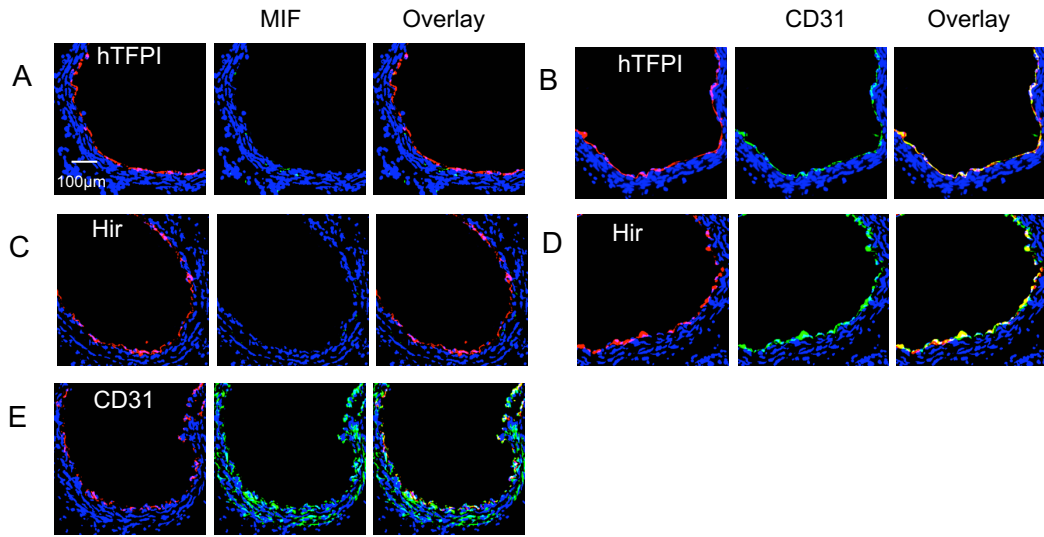 MIF Overlay CD31 Overlay
A hTFPI
100µm
B hTFPI
C Hir
D Hir
E CD31